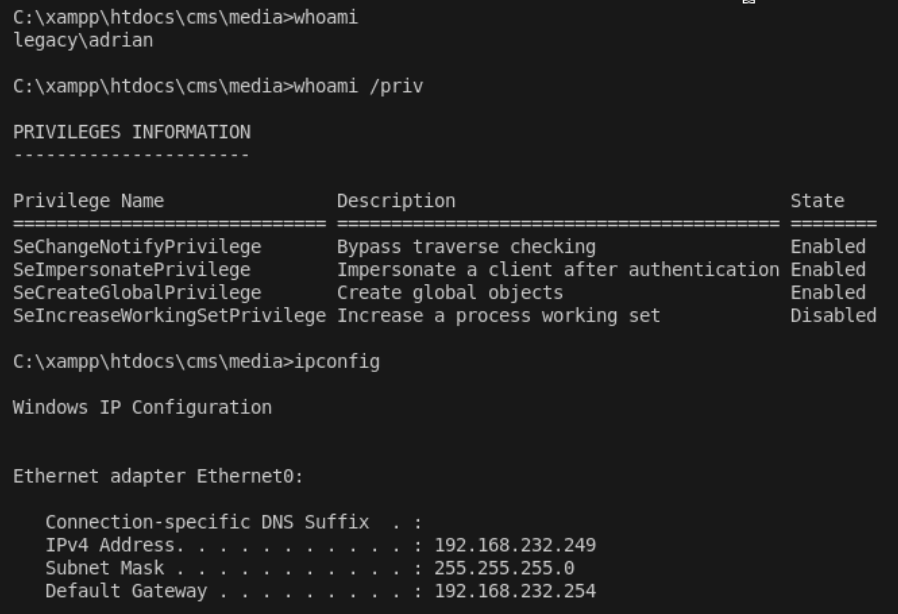 C:\xampp\htdocs\cms\media>whoami
legacy\adrian
C:\xampp\htdocs\cms\media>whoami /priv
PRIVILEGES INFORMATION
----------------------
Privilege Name                Description                               State
============================= ========================================= ========
SeChangeNotifyPrivilege       Bypass traverse checking                  Enabled
SeImpersonatePrivilege        Impersonate a client after authentication Enabled
SeCreateGlobalPrivilege       Create global objects                     Enabled
SeIncreaseWorkingSetPrivilege Increase a process working set            Disabled
C:\xampp\htdocs\cms\media>ipconfig
Windows IP Configuration
Ethernet adapter Ethernet0:
   Connection-specific DNS Suffix  . :
   IPv4 Address. . . . . . . . . . . : 192.168.232.249
   Subnet Mask . . . . . . . . . . . : 255.255.255.0
   Default Gateway . . . . . . . . . : 192.168.232.254